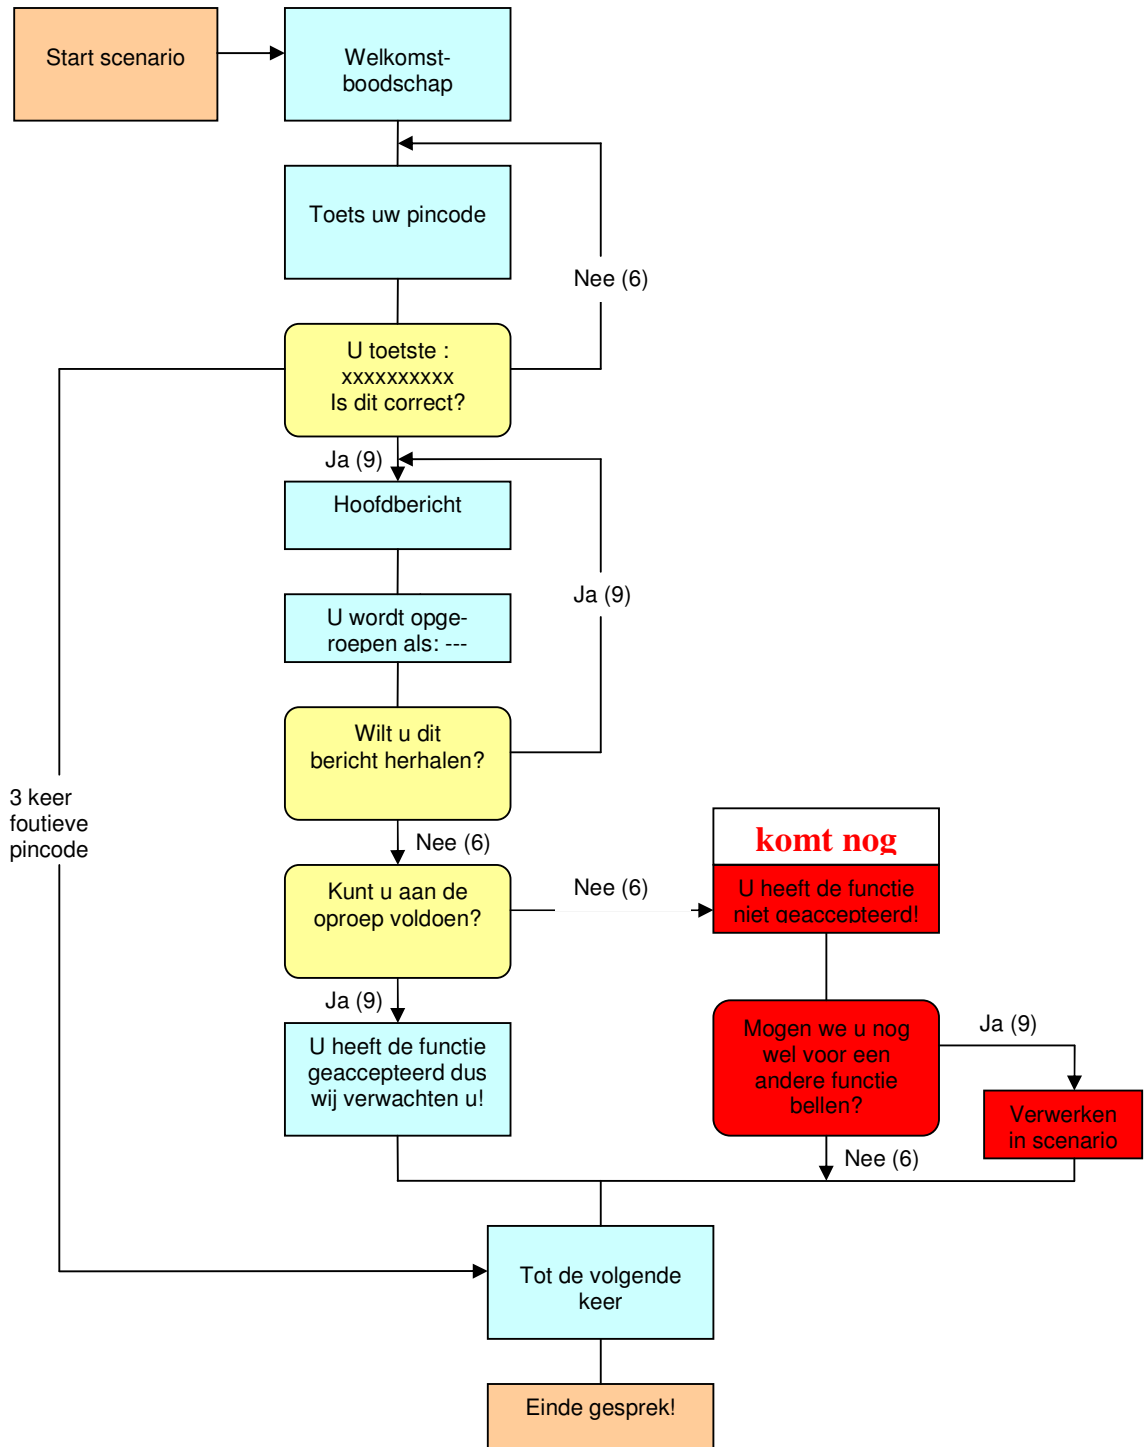 Start scenario
Welkomst-
boodschap
Toets uw pincode
Nee (6)
U toetste :
xxxxxxxxxx
Is dit correct?
Ja (9)
Hoofdbericht
Ja (9)
U wordt opge-
roepen als: ---
Wilt u dit
bericht herhalen?
3 keer
foutieve
pincode
Nee (6)
komt nog
Kunt u aan de
oproep voldoen?
Nee (6)
U heeft de functie
niet geaccepteerd!
Ja (9)
U heeft de functie
geaccepteerd dus
wij verwachten u!
Mogen we u nog
wel voor een
andere functie
bellen?
Ja (9)
Verwerken
in scenario
Nee (6)
Tot de volgende
keer
Einde gesprek!